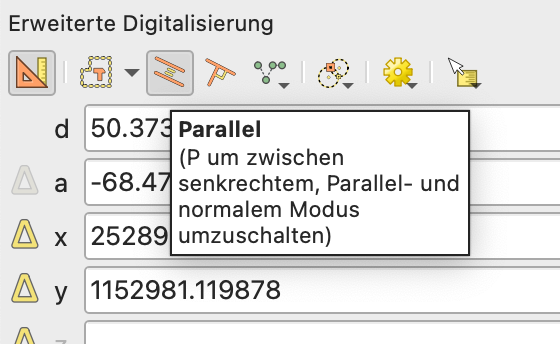 Erweiterte Digitalisierung
d 50.373
Parallel
(P um zwischen
a -68.47
senkrechtem, Parallel- und
normalem Modus
x 25289
umzuschalten)
y 1152981.119878
z